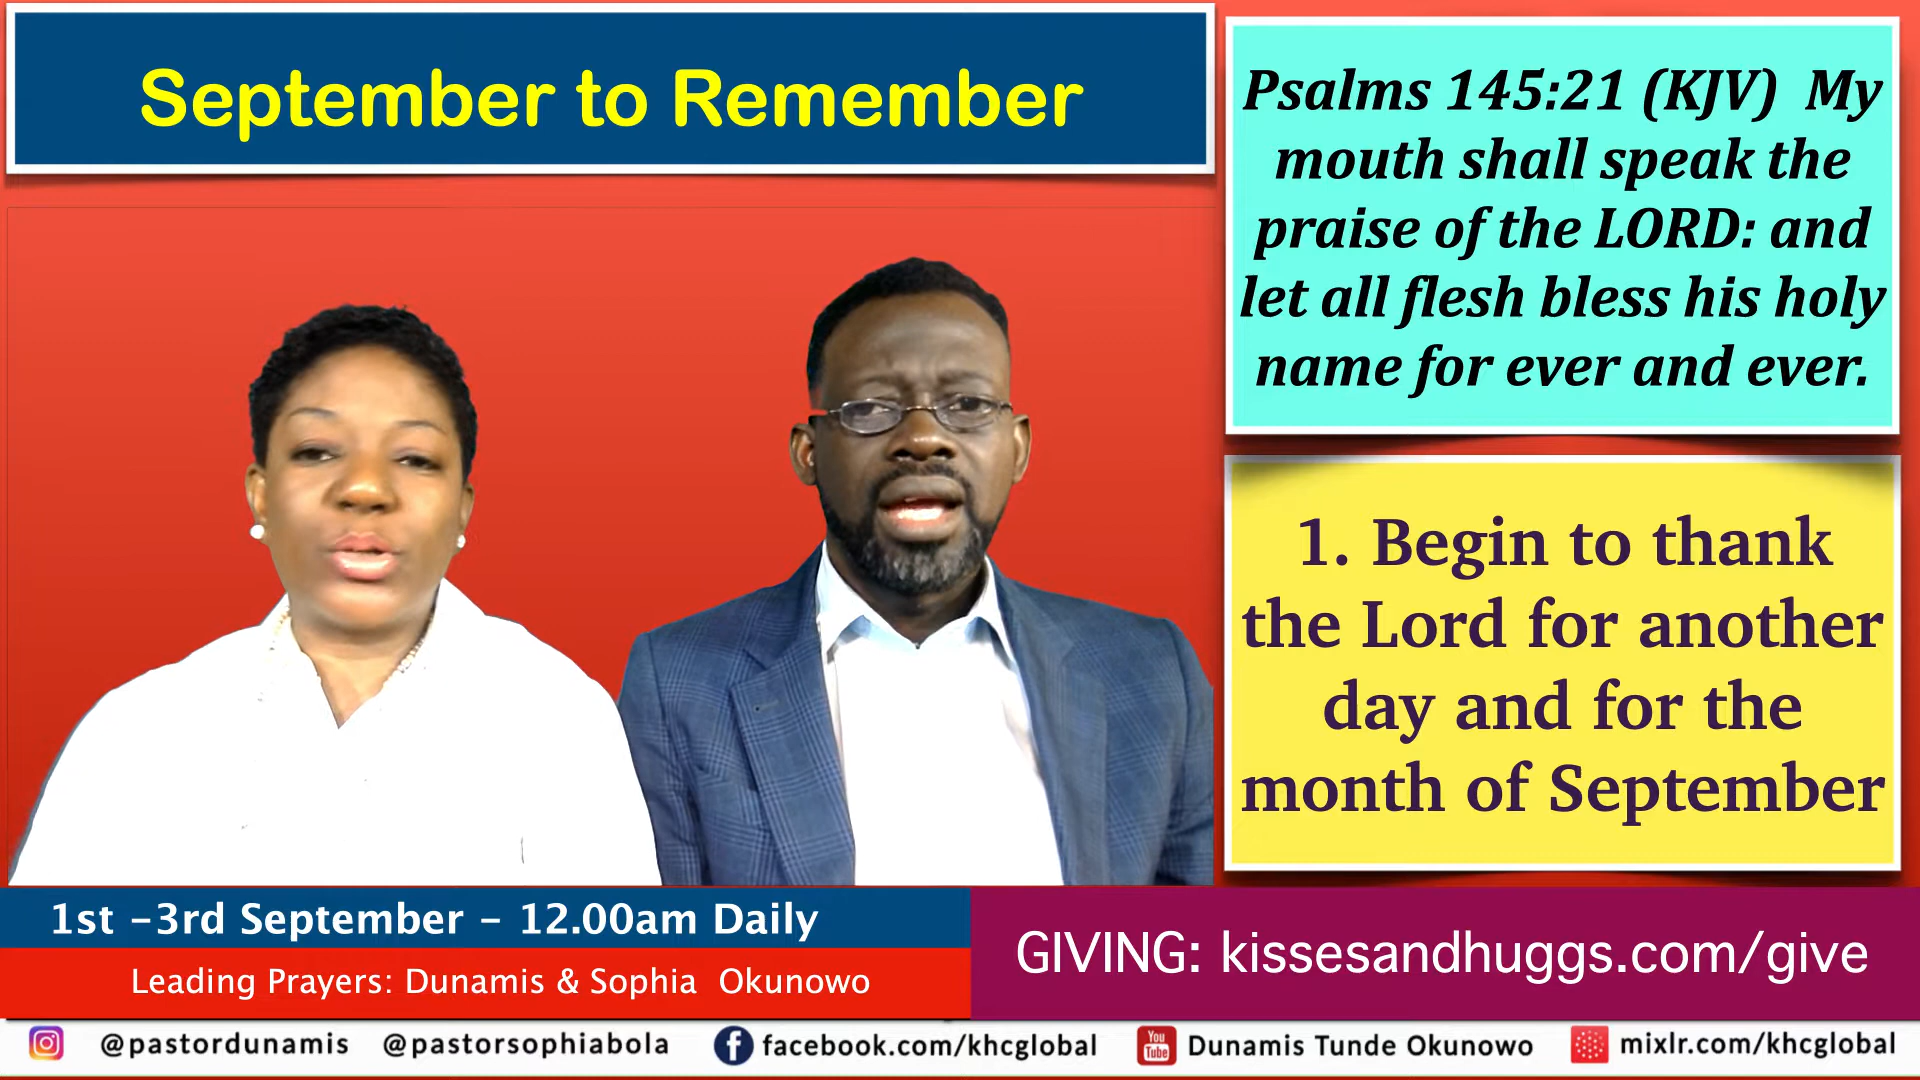 September to Remember
Psalms 145:21 (KJV) My
mouth shall speak the
praise of the LORD: and
let all flesh bless his holy
name for ever and ever.
1. Begin to thank
the Lord for another
day and for the
month of September
1st -3rd September - 12.00am Daily
Leading Prayers: Dunamis & Sophia Okunowo
GIVING: kissesandhuggs.com/give
@pastordunamis @pastorsophiabola facebook.com/khcglobal You Tube Dunamis Tunde Okunowo mixlr.com/khcglobal